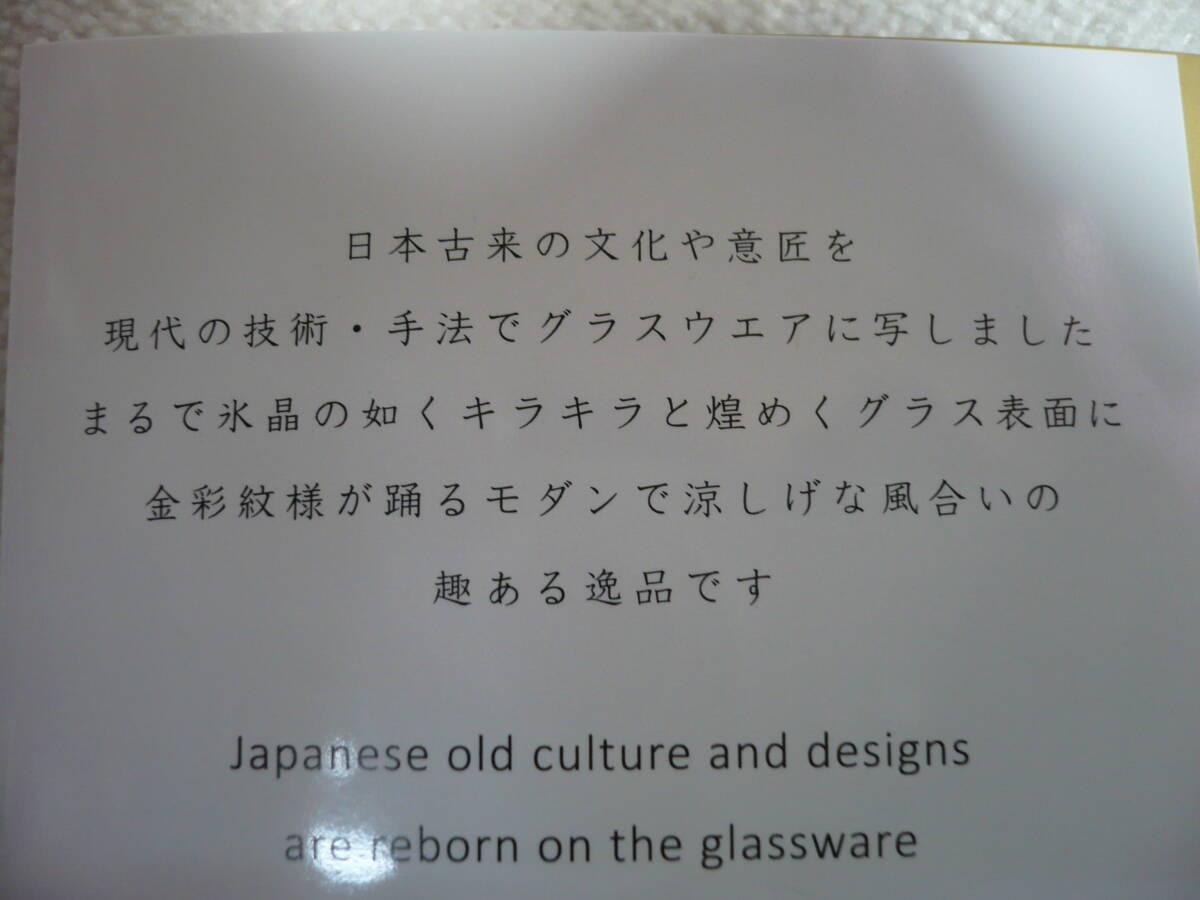 日本古来の文化や意匠を
現代の技術・手法でグラスウエアに写しました
まるで氷晶の如くキラキラと煌めくグラス表面に
金彩紋様が踊るモダンで涼しげな風合いの
趣ある逸品です
Japanese old culture and designs
are reborn on the glassware